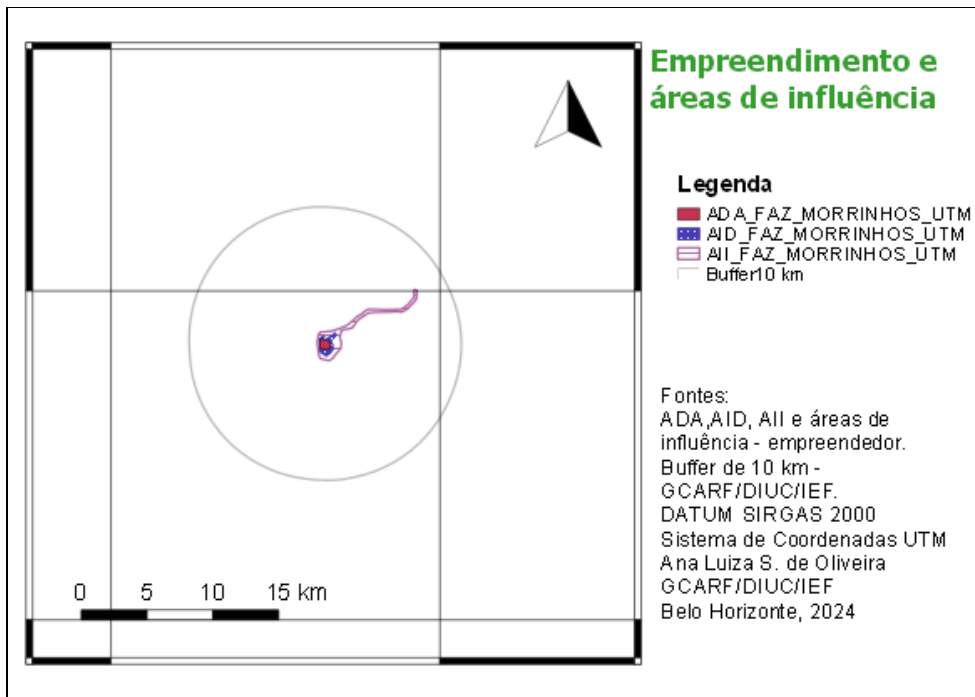 Empreendimento e
áreas de influência
Legenda
ADA_FAZ_MORRINHOS_UTM
AID_FAZ_MORRINHOS_UTM
AII_FAZ_MORRINHOS_UTM
Buffer10 km
Fontes:
ADA,AID, AII e áreas de
influência - empreendedor.
Buffer de 10 km -
GCARF/DIUC/IEF.
DATUM SIRGAS 2000
Sistema de Coordenadas UTM
Ana Luiza S. de Oliveira
GCARF/DIUC/IEF
Belo Horizonte, 2024
0 5 10 15 km